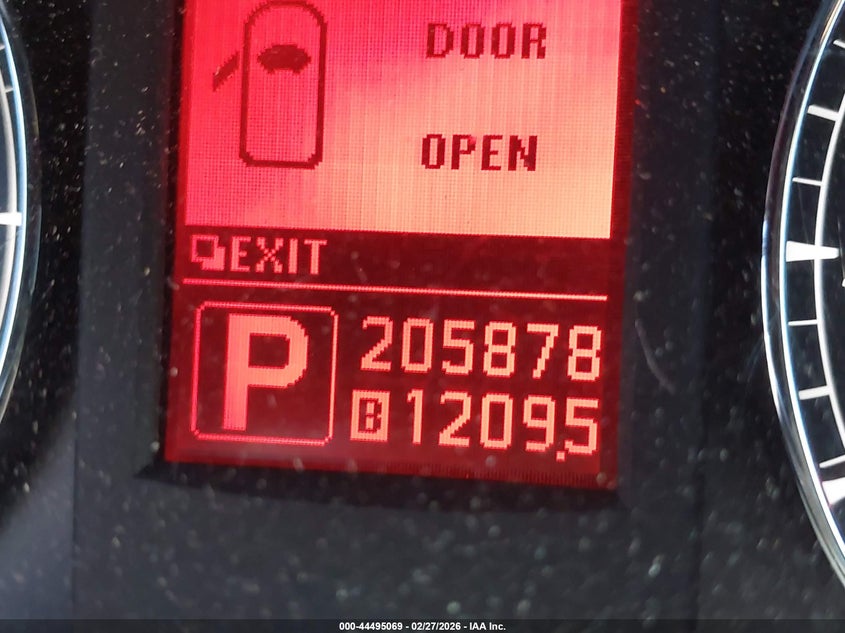 DOOR
OPEN
EXIT
P 205878
B 1209.5
000-44495069 - 02/27/2026 - IAA Inc.